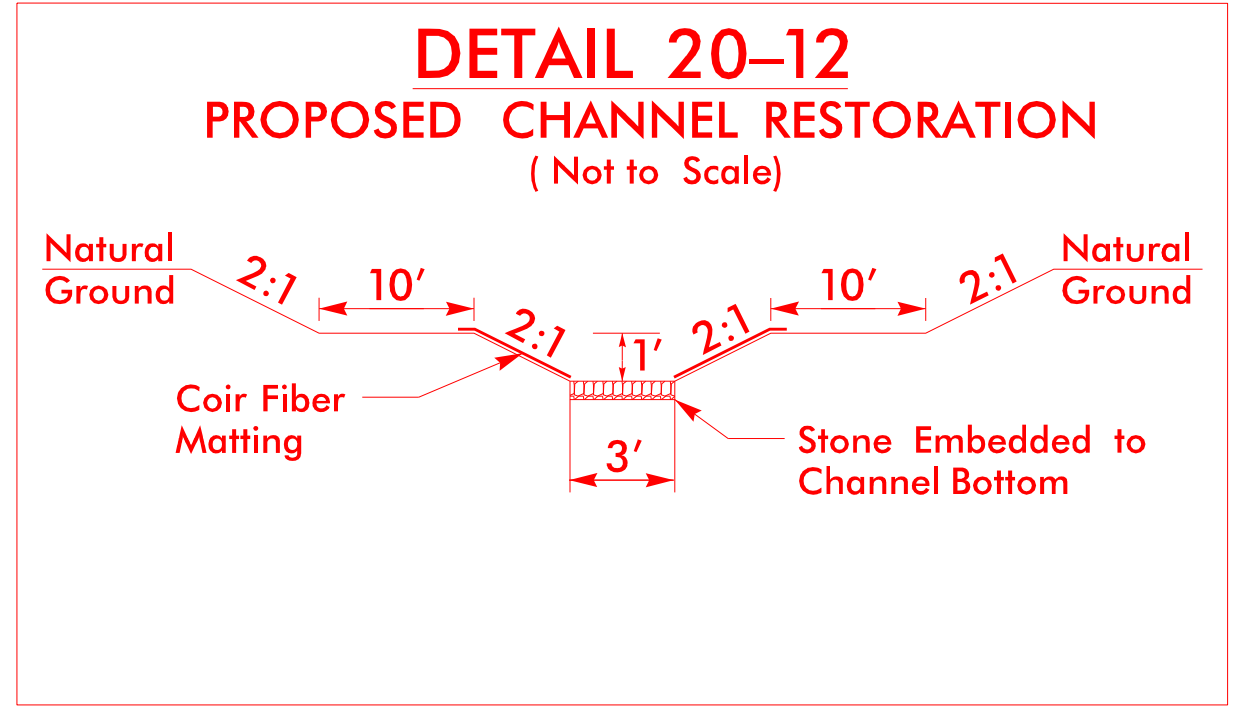 DETAIL 20–12
PROPOSED CHANNEL RESTORATION
( Not to Scale)
Natural
Ground
2:1
10′
2:1
1′
2:1
10′
2:1
Natural
Ground
Coir Fiber
Matting
3′
Stone Embedded to
Channel Bottom